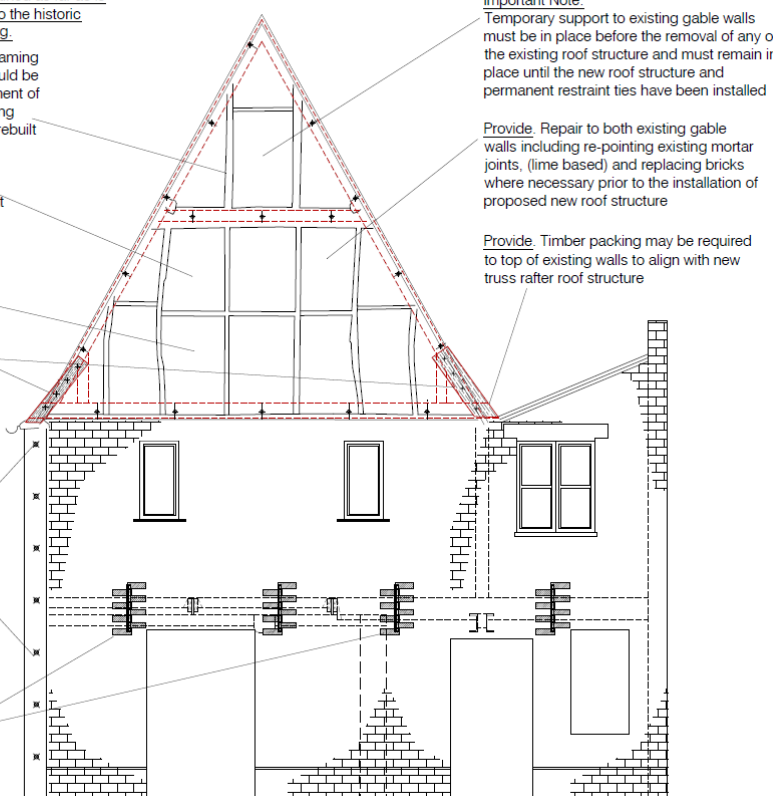 o the historic
g.
aming
uld be
nent of
ng
rebuilt
t
Important Note.
Temporary support to existing gable walls
must be in place before the removal of any o
the existing roof structure and must remain in
place until the new roof structure and
permanent restraint ties have been installed
Provide. Repair to both existing gable
walls including re-pointing existing mortar
joints, (lime based) and replacing bricks
where necessary prior to the installation of
proposed new roof structure
Provide. Timber packing may be required
to top of existing walls to align with new
truss rafter roof structure